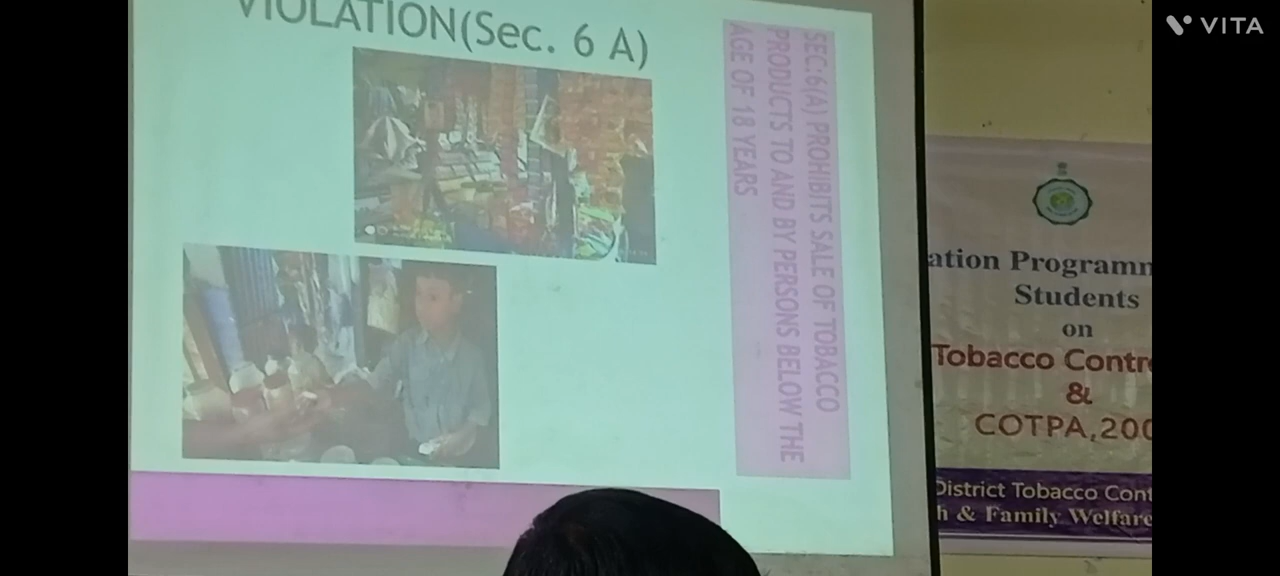 VIOLATION(Sec. 6 A)
SEC:6(A) PROHIBITS SALE OF TOBACCO
PRODUCTS TO AND BY PERSONS BELOW THE
AGE OF 18 YEARS
VITA
ation Programm
Students
on
Tobacco Contr
&
COTPA,200
District Tobacco Cont
h & Family Welfare